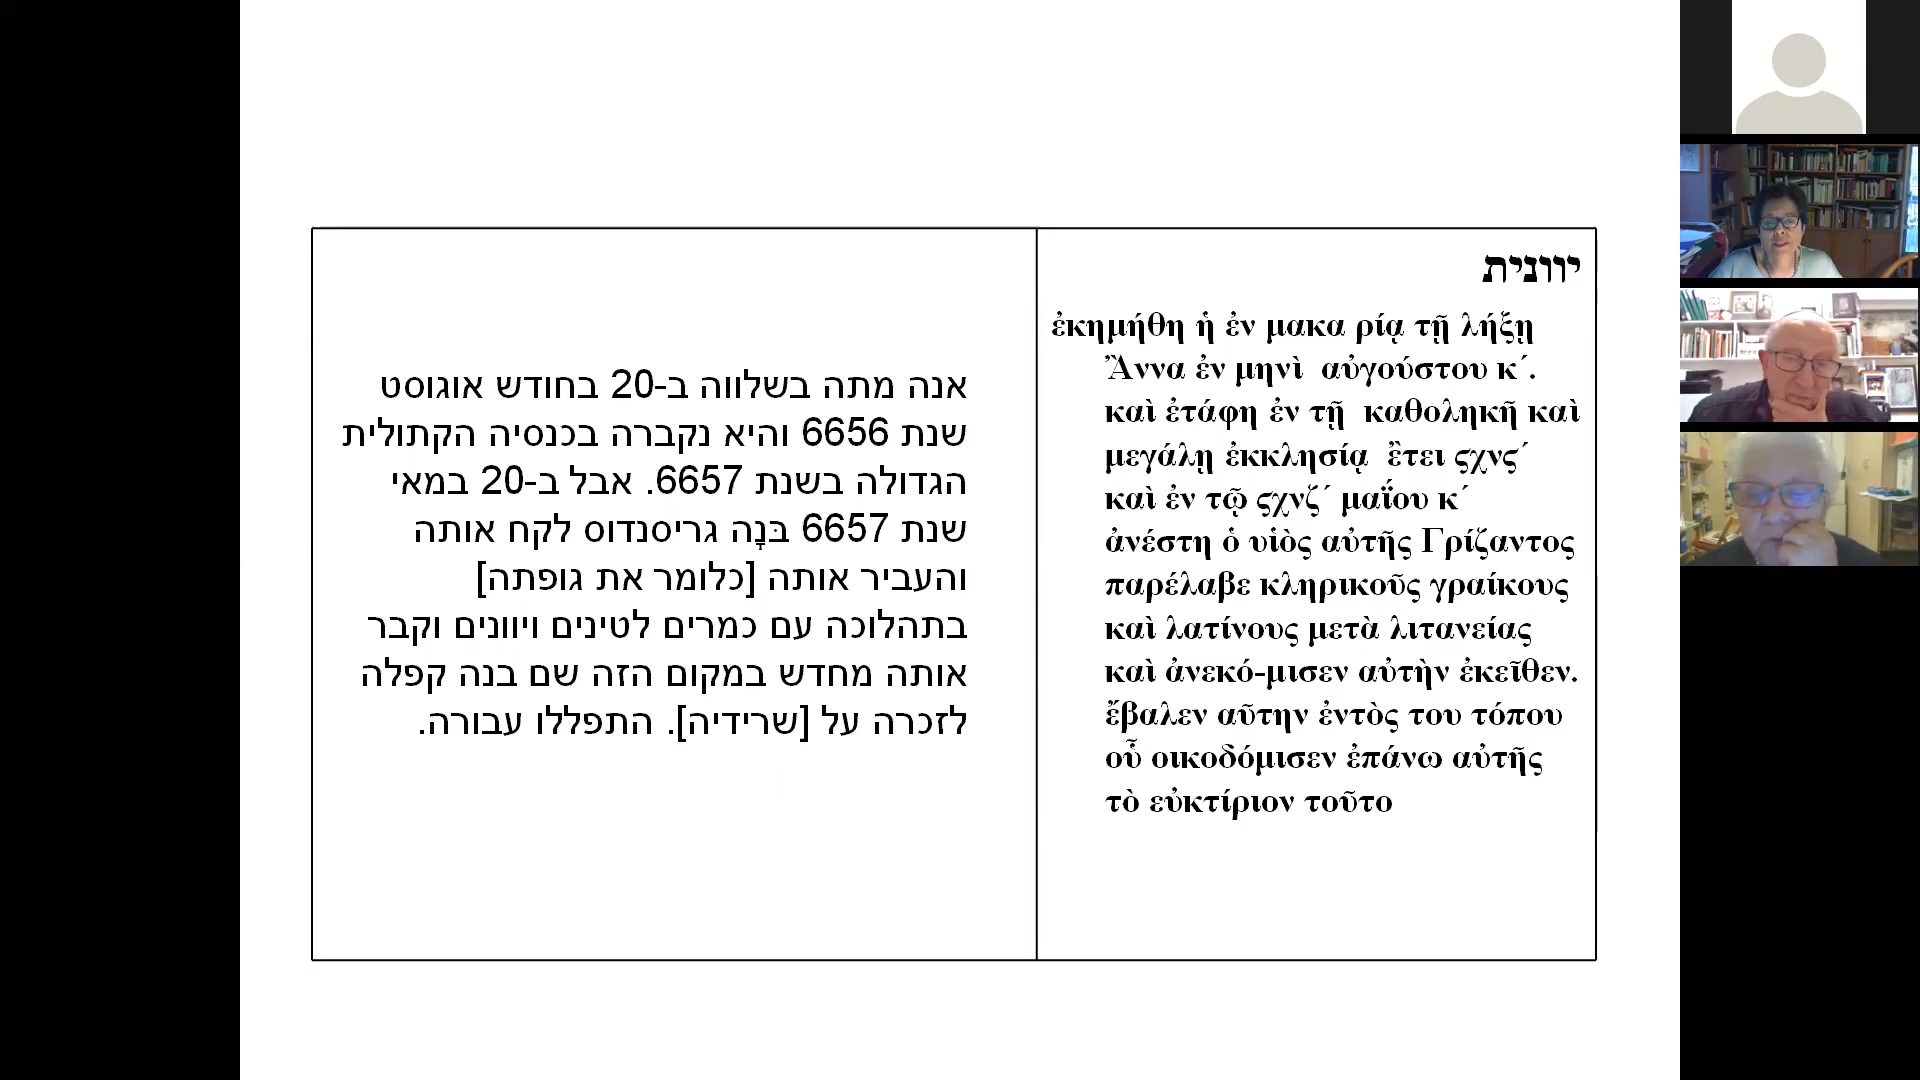 יוונית
ἐκημήθη ἡ ἐν μακα ρίᾳ τῇ λήξῃ
Ἄννα ἐν μηνὶ αὐγούστου κ΄.
καὶ ἐτάφη ἐν τῇ καθοληκῇ καὶ
μεγάλῃ ἐκκλησίᾳ ἒτει ςχνς΄
καὶ ἐν τῷ ςχνζ΄ μαΐου κ΄
ἀνέστη ὁ υἱὸς αὐτῆς Γρίζαντος
παρέλαβε κληρικοῦς γραίκους
καὶ λατίνους μετὰ λιτανείας
καὶ ἀνεκό-μισεν αὐτὴν ἐκεῖθεν.
ἔβαλεν αῦτην ἐντὸς του τόπου
οὗ οικοδόμισεν ἐπάνω αὐτῆς
τὸ εὐκτίριον τοῦτο
אנה מתה בשלווה ב-20 בחודש אוגוסט
שנת 6656 והיא נקברה בכנסיה הקתולית
הגדולה בשנת 6657. אבל ב-20 במאי
שנת 6657 בּנָה גריסנדוס לקח אותה
והעביר אותה [כלומר את גופתה]
בתהלוכה עם כמרים לטינים ויוונים וקבר
אותה מחדש במקום הזה שם בנה קפלה
לזכרה על [שרידיה]. התפללו עבורה.